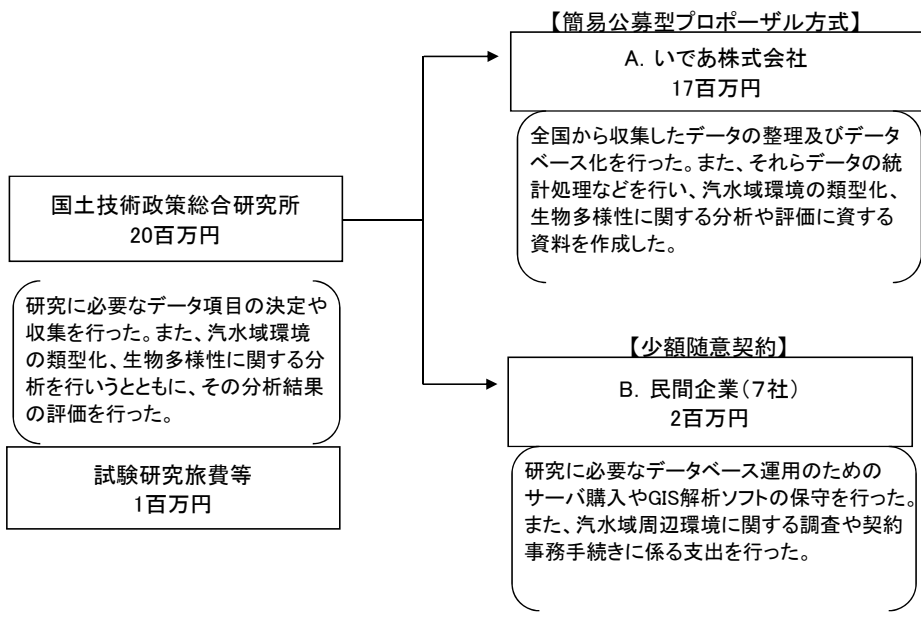 【簡易公募型プロポーザル方式】
A. いであ株式会社
17百万円
全国から収集したデータの整理及びデータ
ベース化を行った。また、それらデータの統
計処理などを行い、汽水域環境の類型化、
生物多様性に関する分析や評価に資する
資料を作成した。
国土技術政策総合研究所
20百万円
研究に必要なデータ項目の決定や
収集を行った。また、汽水域環境
の類型化、生物多様性に関する分
析を行いうとともに、その分析結果
の評価を行った。
試験研究旅費等
1百万円
【少額随意契約】
B. 民間企業(7社)
2百万円
研究に必要なデータベース運用のための
サーバ購入やGIS解析ソフトの保守を行った。
また、汽水域周辺環境に関する調査や契約
事務手続きに係る支出を行った。